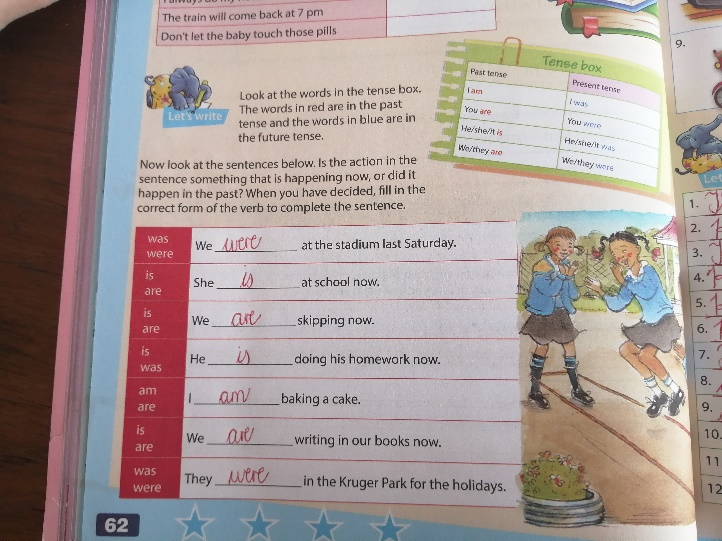 The train will come back at 7 pm
Don't let the baby touch those pills
Let's write
Look at the words in the tense box.
The words in red are in the past
tense and the words in blue are in
the future tense.
Tense box
Past tense Present tense
I am I was
You are You were
He/she/it is He/she/it was
We/they are We/they were
Now look at the sentences below. Is the action in the
sentence something that is happening now, or did it
happen in the past? When you have decided, fill in the
correct form of the verb to complete the sentence.
was
were
We were at the stadium last Saturday.
is
are
She is at school now.
is
are
We are skipping now.
is
was
He is doing his homework now.
am
are
I am baking a cake.
is
are
We are writing in our books now.
was
were
They were in the Kruger Park for the holidays.
62
9.
Let
1.
2.
3.
4.
5.
6.
7.
8.
9.
10.
11
12